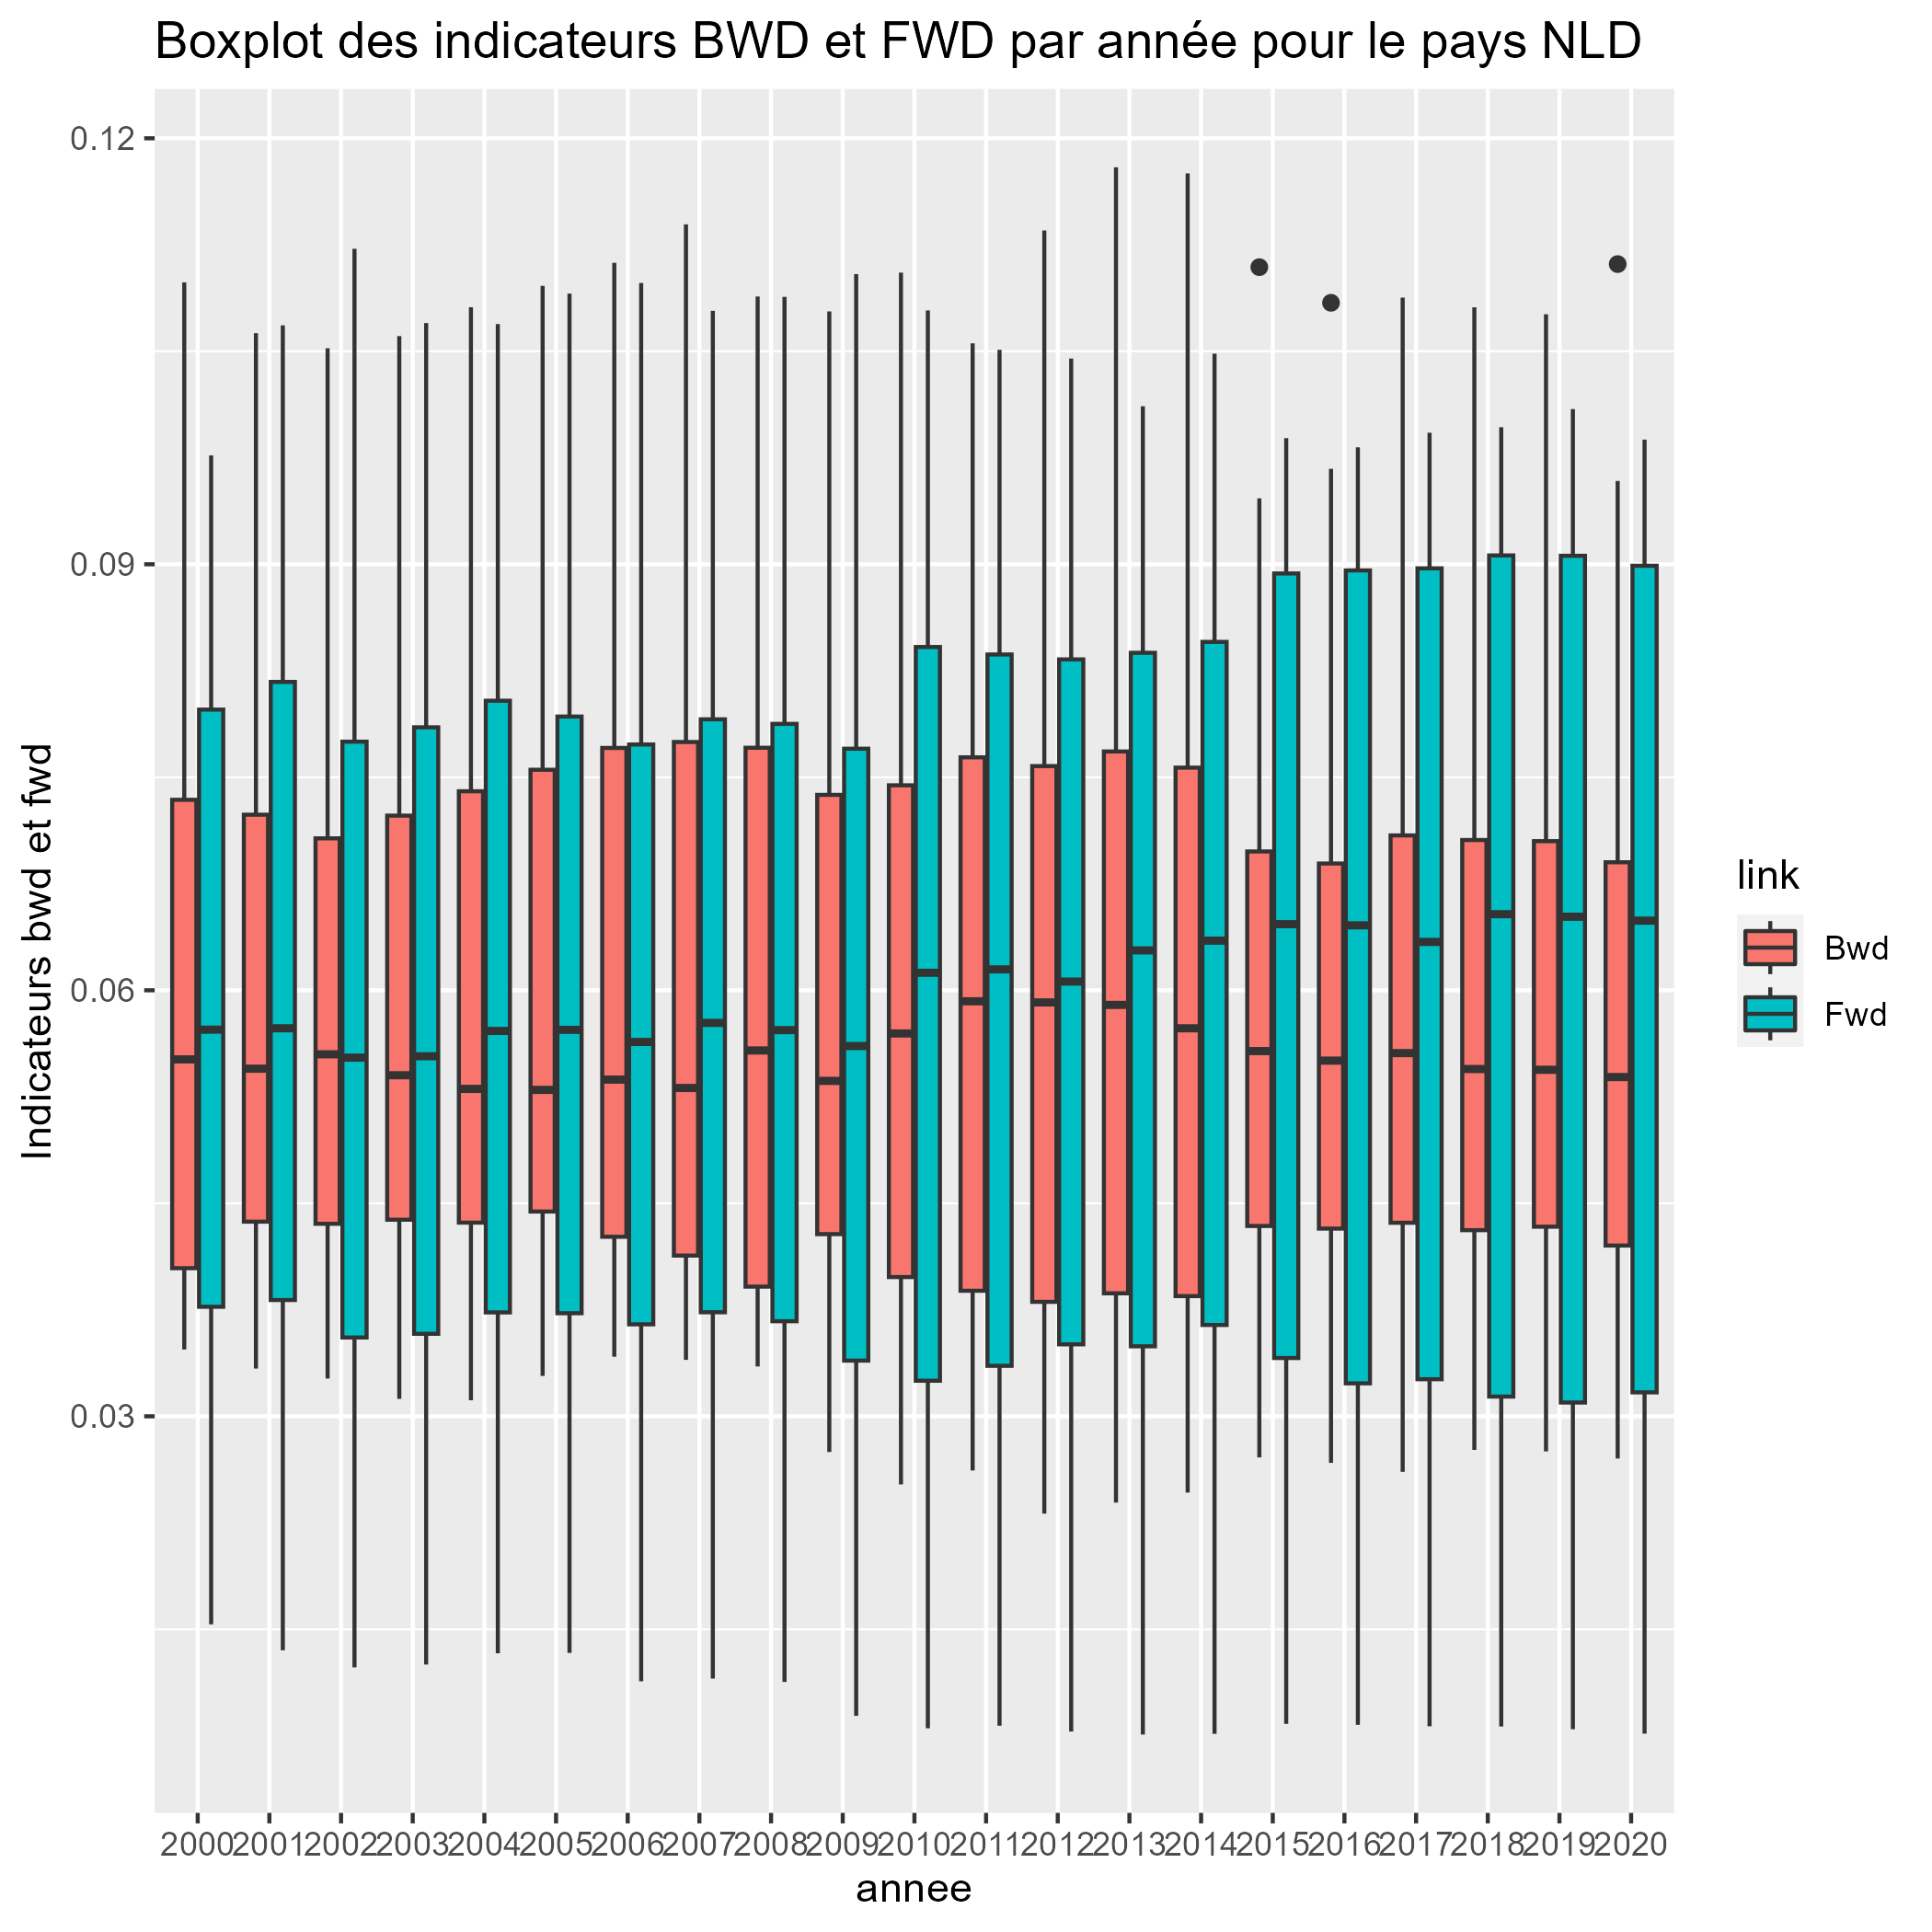 Boxplot des indicateurs BWD et FWD par année pour le pays NLD
0.12
0.09
0.06
0.03
Indicateurs bwd et fwd
2000 2001 2002 2003 2004 2005 2006 2007 2008 2009 2010 2011 2012 2013 2014 2015 2016 2017 2018 2019 2020
annee
link
Bwd
Fwd